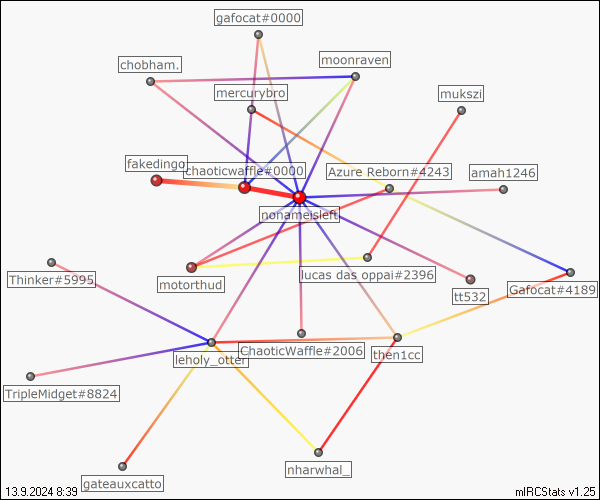 gafocat#0000
chobham.
moonraven
mercurybro
mukszi
fakedingo
chaoticwaffle#0000
Azure Reborn#4243
amah1246
nonameisleft
Thinker#5995
motorthud
lucas das oppai#2396
tt532
Gafocat#4189
leholy_otter
ChaoticWaffle#2006
then1cc
TripleMidget#8824
gateauxcatto
nharwhal_
13.9.2024 8:39
mIRCStats v1.25